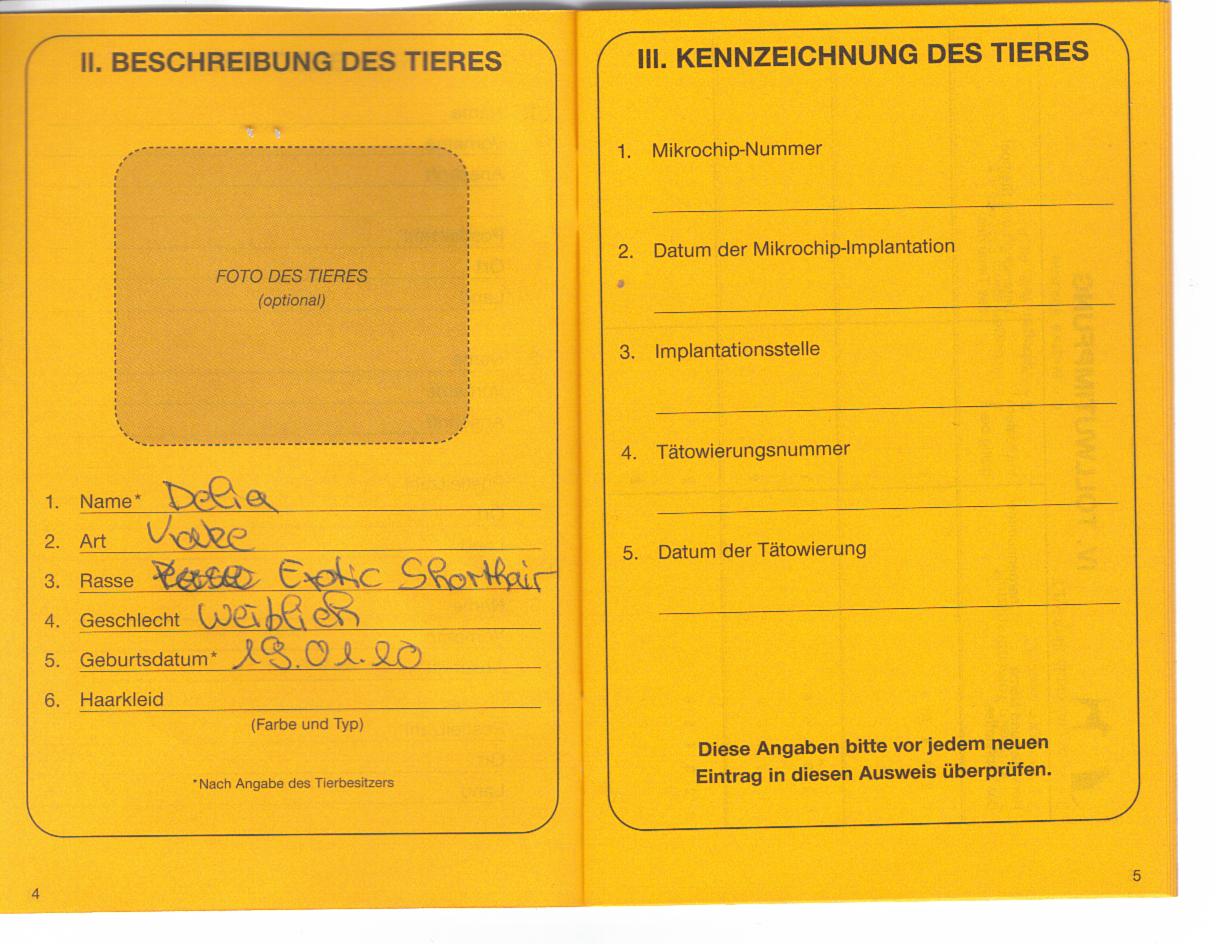 II. BESCHREIBUNG DES TIERES
FOTO DES TIERES
(optional)
1. Name* Delia
2. Art Katze
3. Rasse Exotic Shorthair
4. Geschlecht weiblich
5. Geburtsdatum* 19.01.20
6. Haarkleid
(Farbe und Typ)
*Nach Angabe des Tierbesitzers
4
III. KENNZEICHNUNG DES TIERES
1. Mikrochip-Nummer
2. Datum der Mikrochip-Implantation
3. Implantationsstelle
4. Tätowierungsnummer
5. Datum der Tätowierung
Diese Angaben bitte vor jedem neuen
Eintrag in diesen Ausweis überprüfen.
5